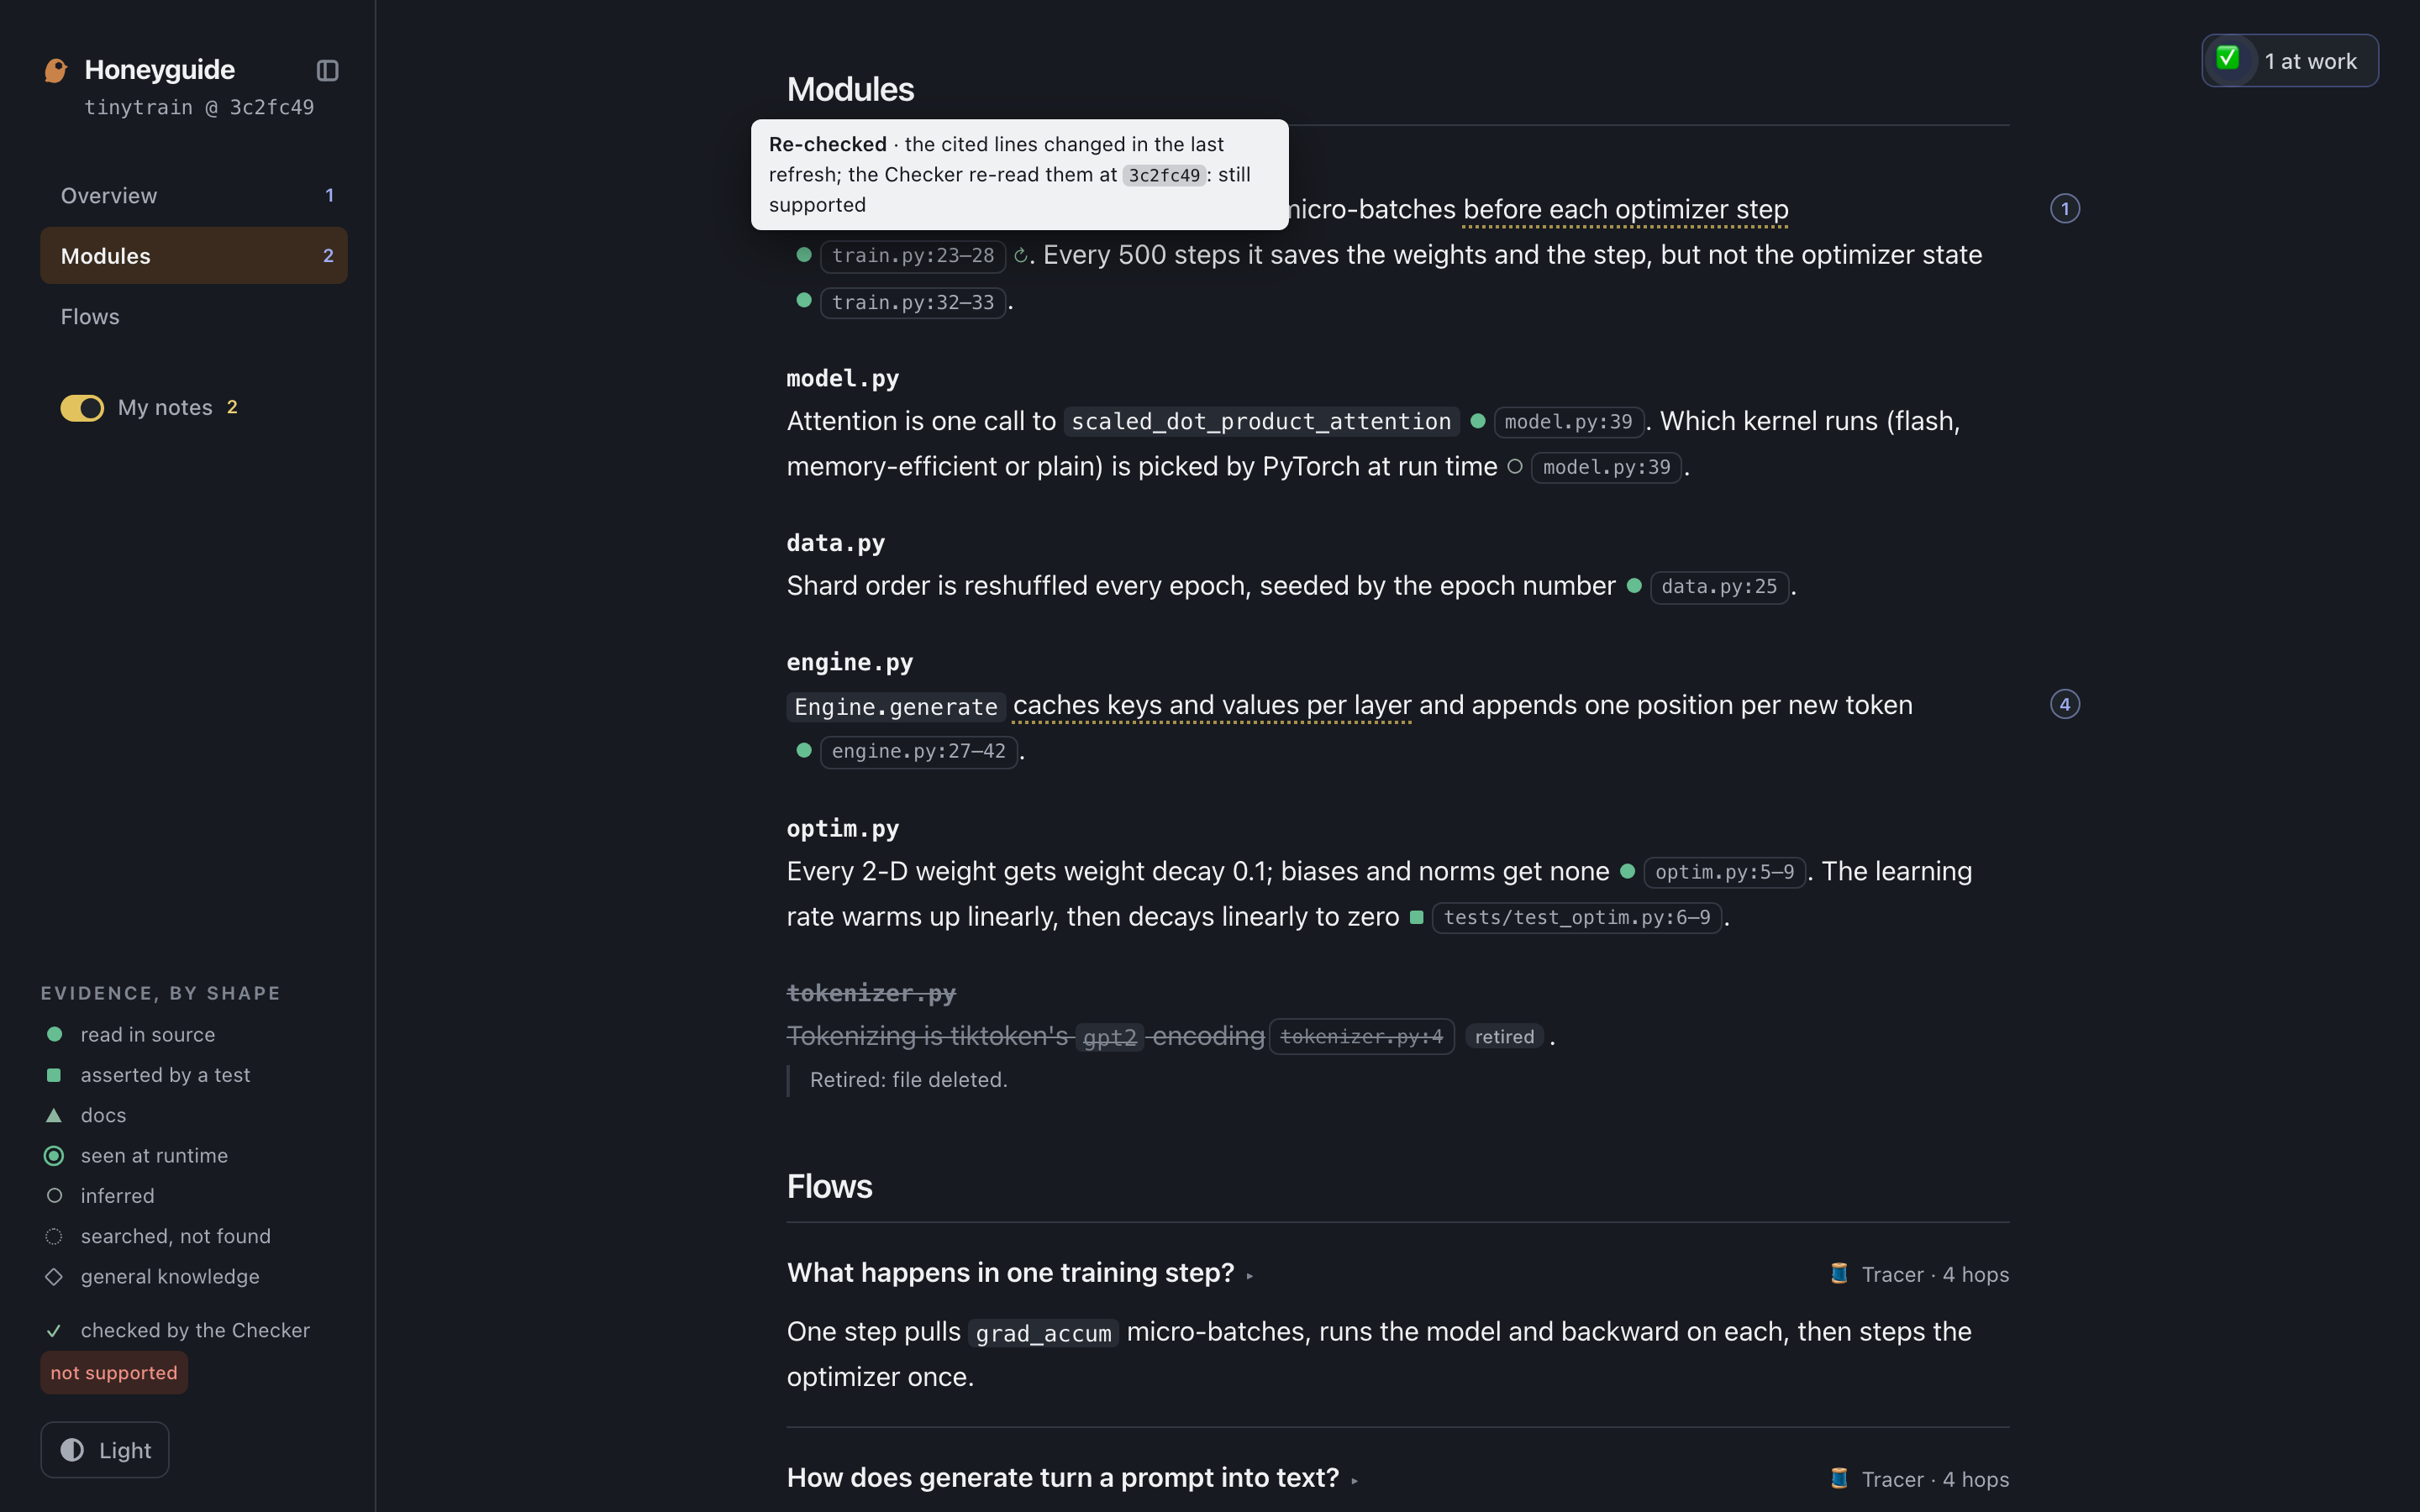 Honeyguide
tinytrain @ 3c2fc49
Overview 1
Modules 2
Flows
My notes 2
EVIDENCE, BY SHAPE
read in source
asserted by a test
docs
seen at runtime
inferred
searched, not found
general knowledge
checked by the Checker
not supported
Light
1 at work
Modules
Re-checked · the cited lines changed in the last
refresh; the Checker re-read them at 3c2fc49: still
supported
micro-batches before each optimizer step
1
train.py:23–28 ↻. Every 500 steps it saves the weights and the step, but not the optimizer state
train.py:32–33.
model.py
Attention is one call to scaled_dot_product_attention model.py:39. Which kernel runs (flash,
memory-efficient or plain) is picked by PyTorch at run time model.py:39.
data.py
Shard order is reshuffled every epoch, seeded by the epoch number data.py:25.
engine.py
Engine.generate caches keys and values per layer and appends one position per new token
4
engine.py:27–42.
optim.py
Every 2-D weight gets weight decay 0.1; biases and norms get none optim.py:5–9. The learning
rate warms up linearly, then decays linearly to zero tests/test_optim.py:6–9.
tokenizer.py
Tokenizing is tiktoken's gpt2 encoding tokenizer.py:4 retired.
Retired: file deleted.
Flows
What happens in one training step? ▸
Tracer · 4 hops
One step pulls grad_accum micro-batches, runs the model and backward on each, then steps the
optimizer once.
How does generate turn a prompt into text? ▸
Tracer · 4 hops